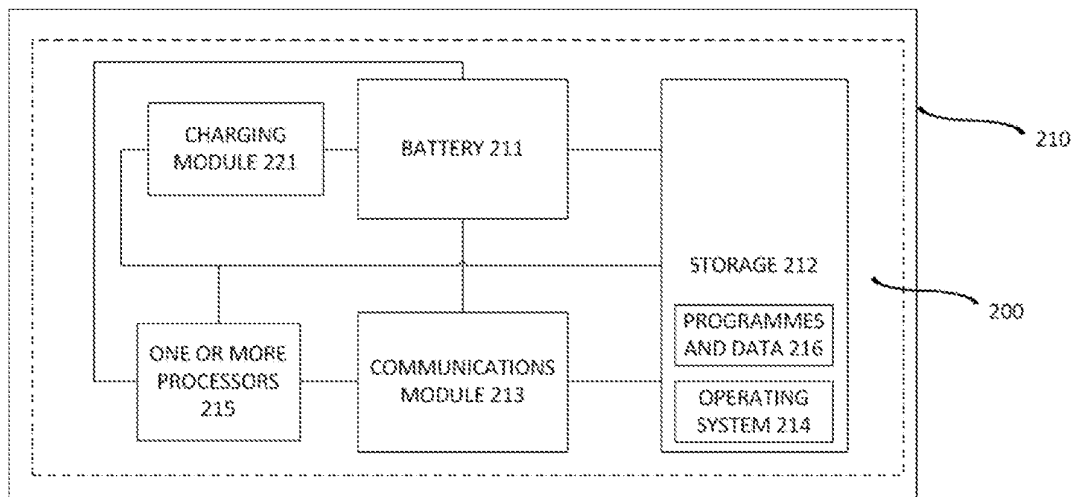 CHARGING
MODULE 221
BATTERY 211
210
STORAGE 212
200
PROGRAMMES
AND DATA 216
ONE OR MORE
PROCESSORS
215
COMMUNICATIONS
MODULE 213
OPERATING
SYSTEM 214